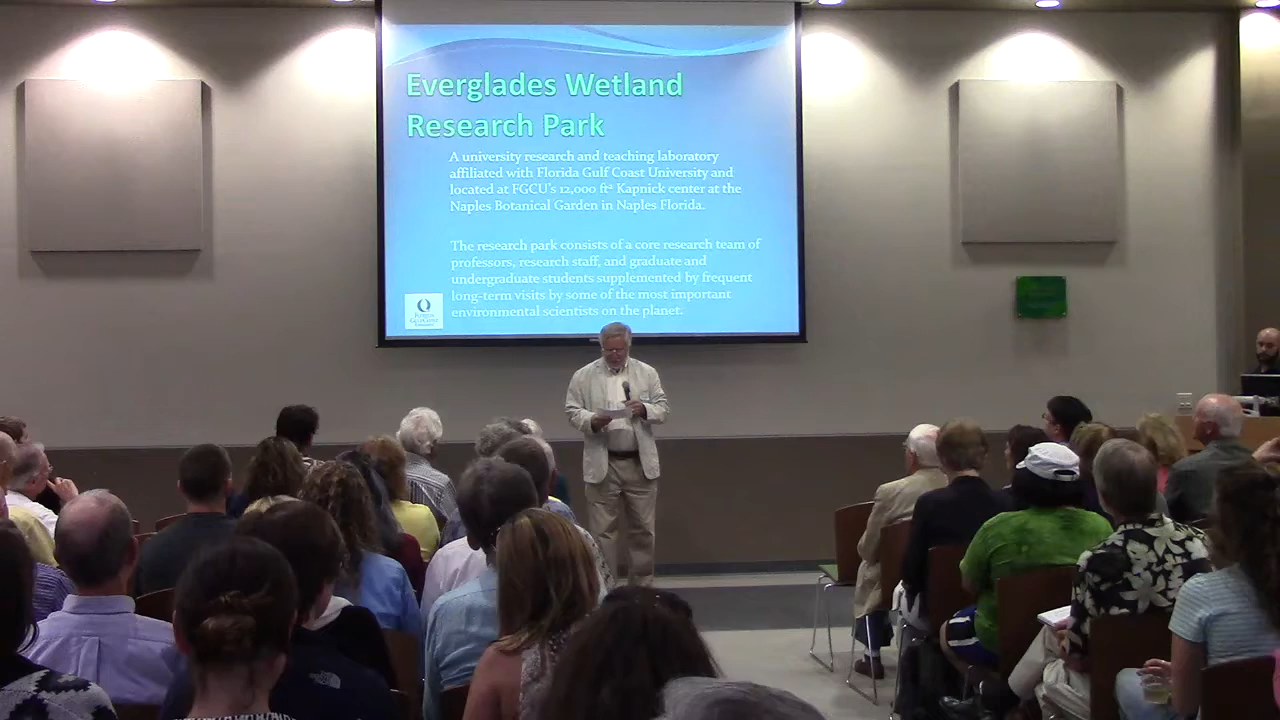 Everglades Wetland
Research Park
A university research and teaching laboratory
affiliated with Florida Gulf Coast University and
located at FGCU's 12,000 ft² Kapnick center at the
Naples Botanical Garden in Naples Florida.
The research park consists of a core research team of
professors, research staff, and graduate and
undergraduate students supplemented by frequent
long-term visits by some of the most important
environmental scientists on the planet.